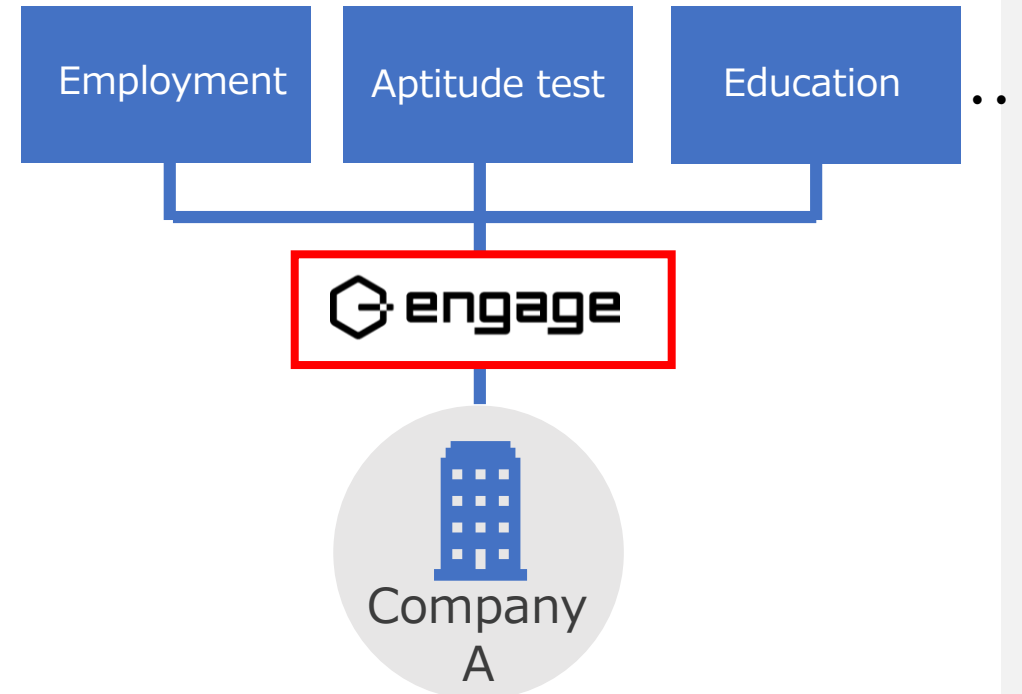 Employment
Aptitude test
Education
..
engage
Company
A